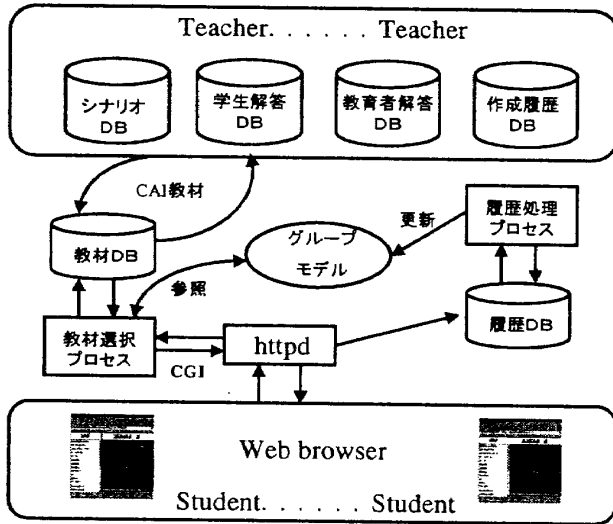 Teacher. . . . . . Teacher
シナリオ
DB
学生解答
DB
教育者解答
DB
作成履歴
DB
CAI教材
教材DB
グループ
モデル
更新
履歴処理
プロセス
参照
履歴DB
教材選択
プロセス
CGI
httpd
Web browser
Student. . . . . . Student